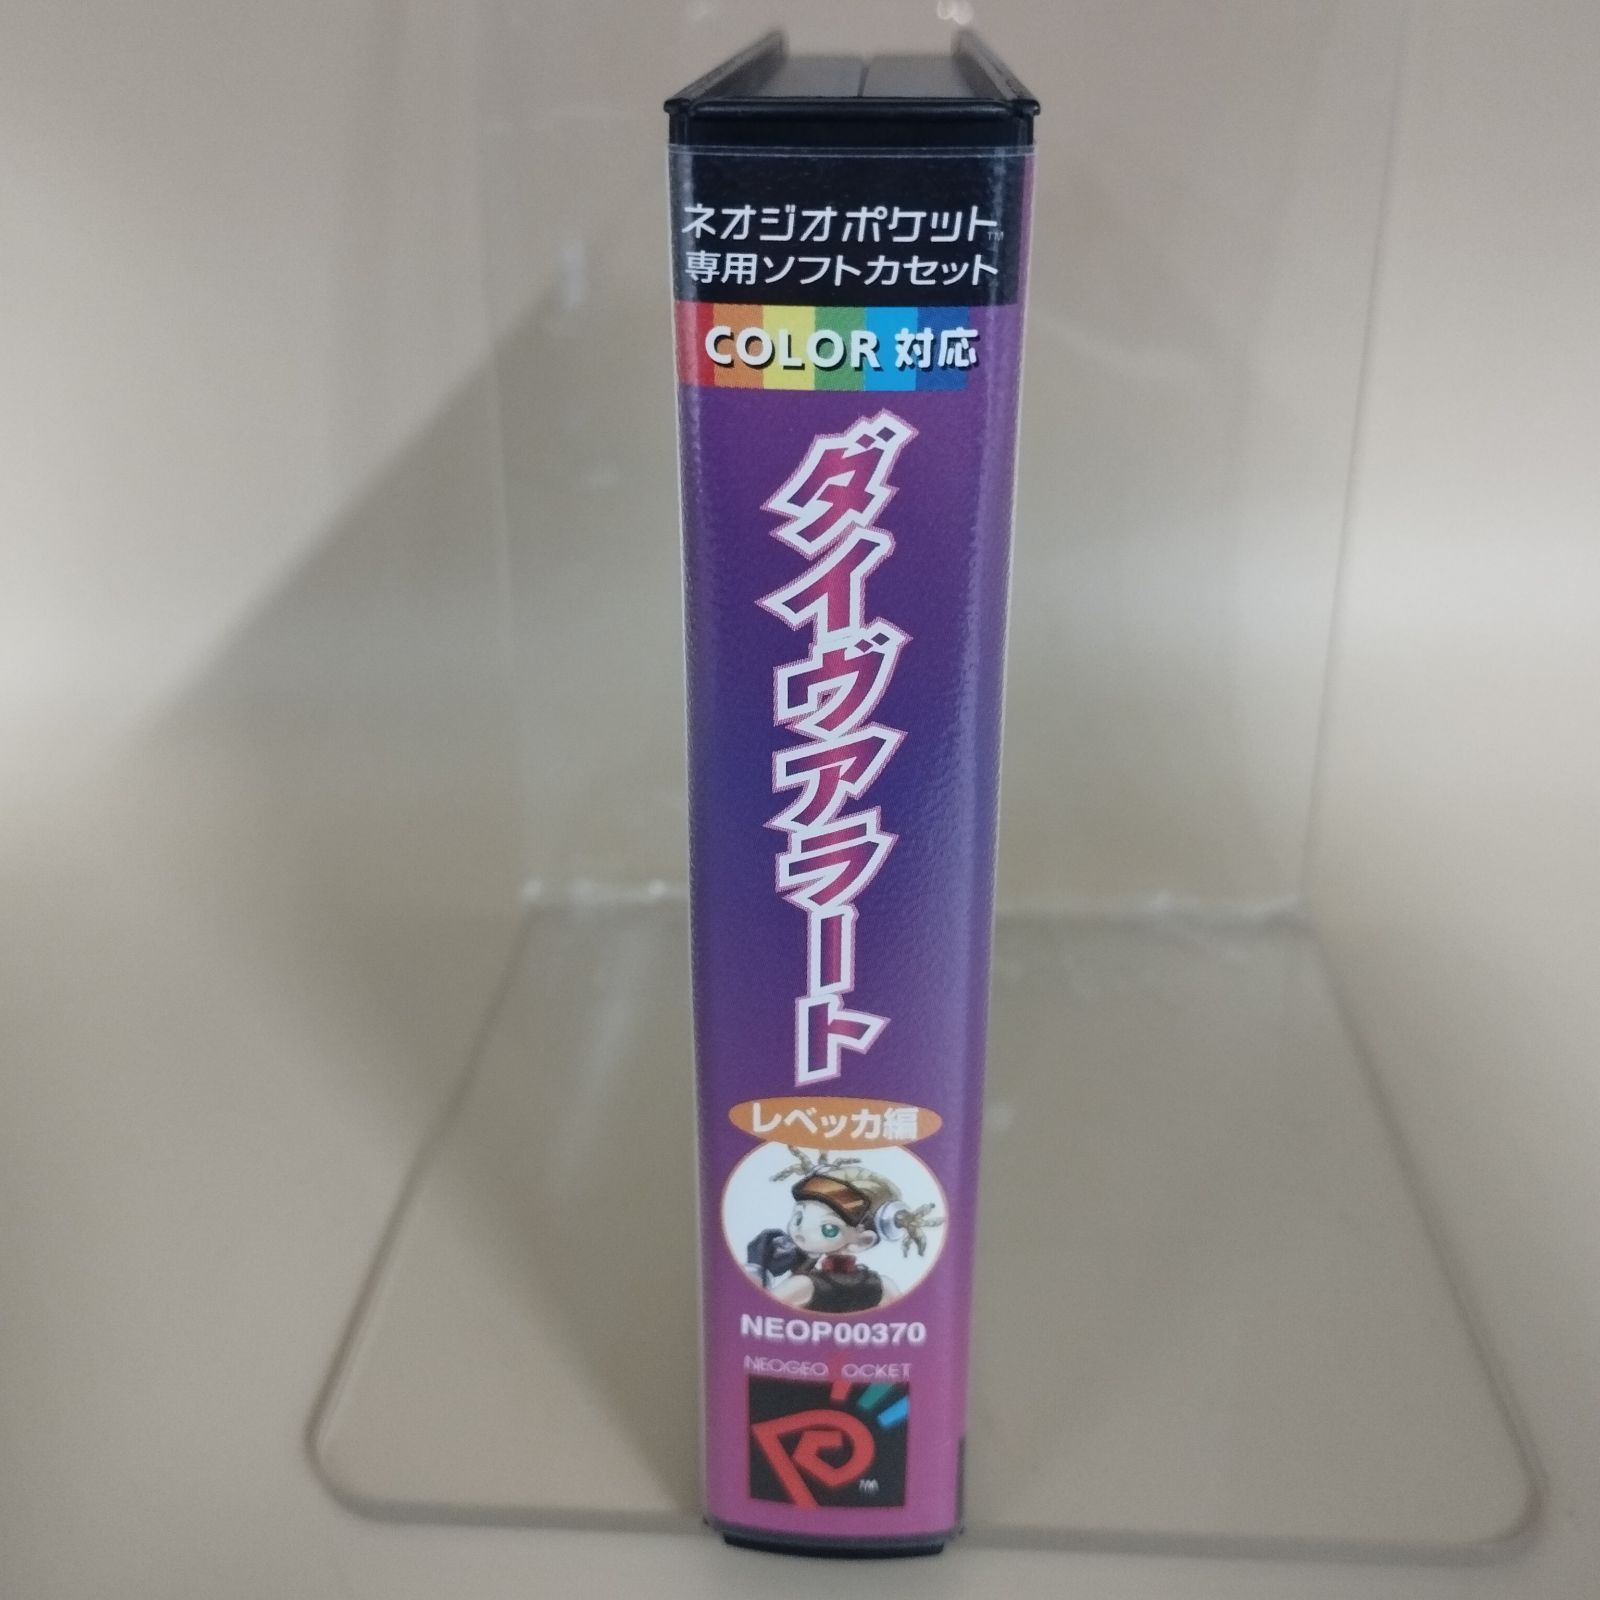 ネオジオポケット™
専用ソフトカセット
COLOR 対応
ダイヴアラート
レベッカ編
NEOP00370
NEOGEO POCKET